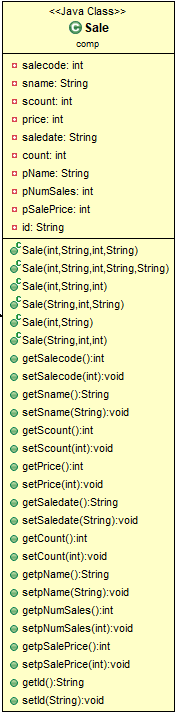 <<Java Class>>
Sale
comp
salecode: int
sname: String
scount: int
price: int
saledate: String
count: int
pName: String
pNumSales: int
pSalePrice: int
id: String
Sale(int,String,int,String)
Sale(int,String,int,String,String)
Sale(int,String,int)
Sale(String,int,String)
Sale(int,String)
Sale(String,int,int)
getSalecode():int
setSalecode(int):void
getSname():String
setSname(String):void
getScount():int
setScount(int):void
getPrice():int
setPrice(int):void
getSaledate():String
setSaledate(String):void
getCount():int
setCount(int):void
getpName():String
setpName(String):void
getpNumSales():int
setpNumSales(int):void
getpSalePrice():int
setpSalePrice(int):void
getId():String
setId(String):void